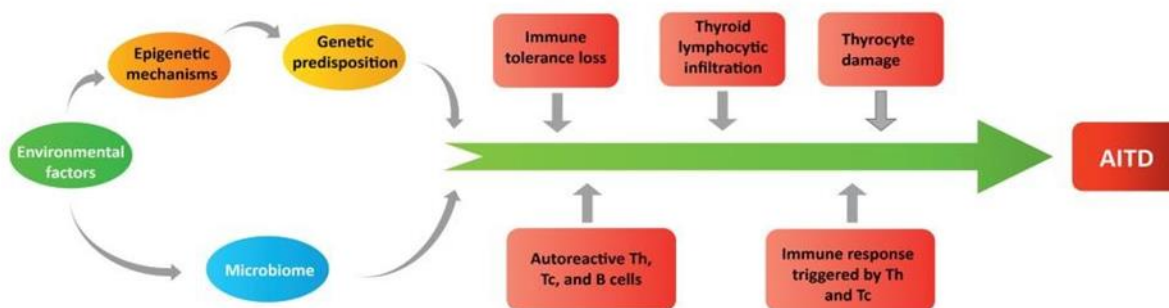 Epigenetic
mechanisms
Genetic
predisposition
Environmental
factors
Microbiome
Immune
tolerance loss
Thyroid
lymphocytic
infiltration
Thyrocyte
damage
Autoreactive Th,
Tc, and B cells
Immune response
triggered by Th
and Tc
AITD